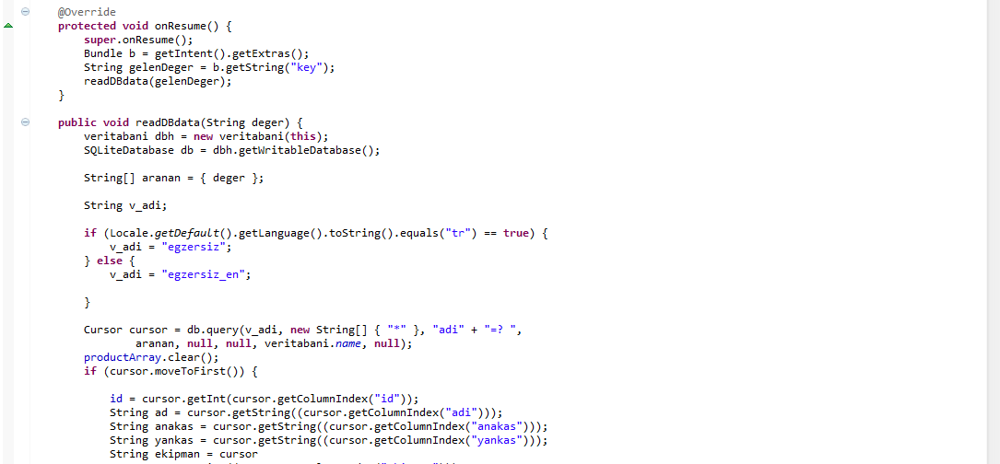 @Override
protected void onResume() {
super.onResume();
Bundle b = getIntent().getExtras();
String gelenDeger = b.getString("key");
readDBdata(gelenDeger);
}
public void readDBdata(String deger) {
veritabani dbh = new veritabani(this);
SQLiteDatabase db = dbh.getWritableDatabase();
String[] aranan = { deger };
String v_adi;
if (Locale.getDefault().getLanguage().toString().equals("tr") == true) {
v_adi = "egzersiz";
} else {
v_adi = "egzersiz_en";
}
Cursor cursor = db.query(v_adi, new String[] { "*" }, "adi" + "=? ",
aranan, null, null, veritabani.name, null);
productArray.clear();
if (cursor.moveToFirst()) {
id = cursor.getInt(cursor.getColumnIndex("id"));
String ad = cursor.getString((cursor.getColumnIndex("adi")));
String anakas = cursor.getString((cursor.getColumnIndex("anakas")));
String yankas = cursor.getString((cursor.getColumnIndex("yankas")));
String ekipman = cursor